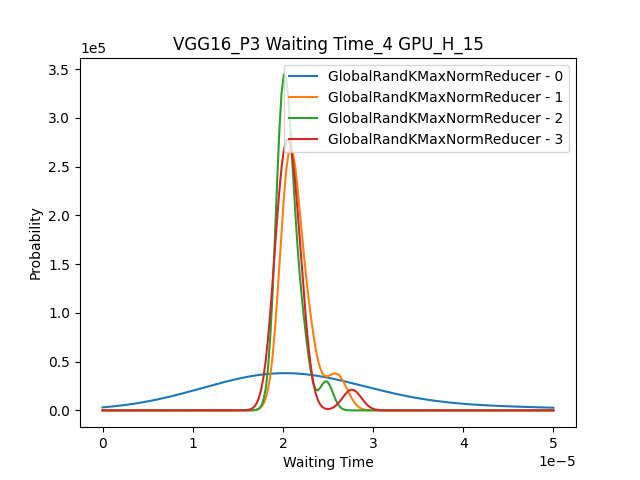 VGG16_P3 Waiting Time_4 GPU_H_15
1e5
GlobalRandKMaxNormReducer - 0
GlobalRandKMaxNormReducer - 1
GlobalRandKMaxNormReducer - 2
GlobalRandKMaxNormReducer - 3
3.5
3.0
2.5
2.0
1.5
1.0
0.5
0.0
Probability
0 1 2 3 4 5
Waiting Time
1e−5